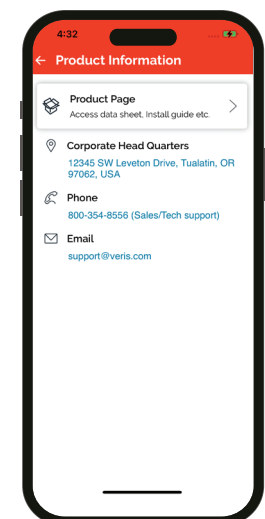 4:32
Product Information
Product Page
Access data sheet, Install guide etc.
Corporate Head Quarters
12345 SW Leveton Drive, Tualatin, OR
97062, USA
Phone
800-354-8556 (Sales/Tech support)
Email
support@veris.com